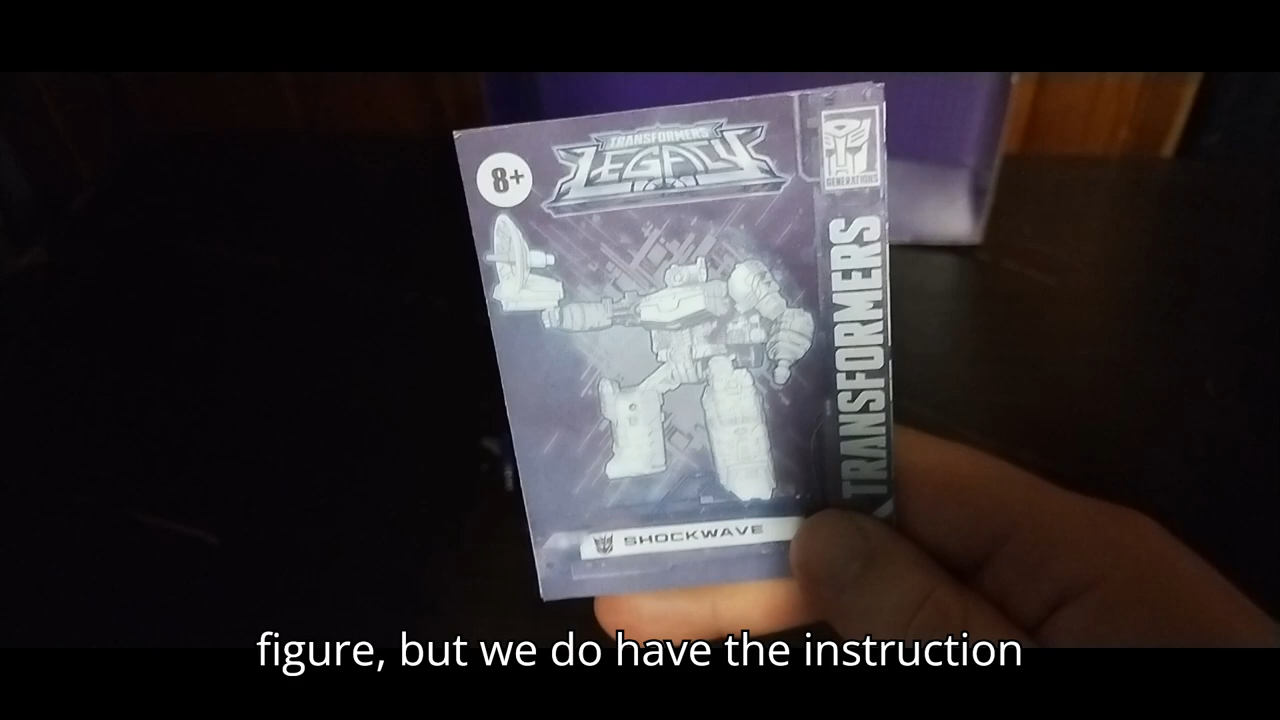 8+
TRANSFORMERS
LEGACY
GENERATIONS
TRANSFORMERS
SHOCKWAVE
figure, but we do have the instruction